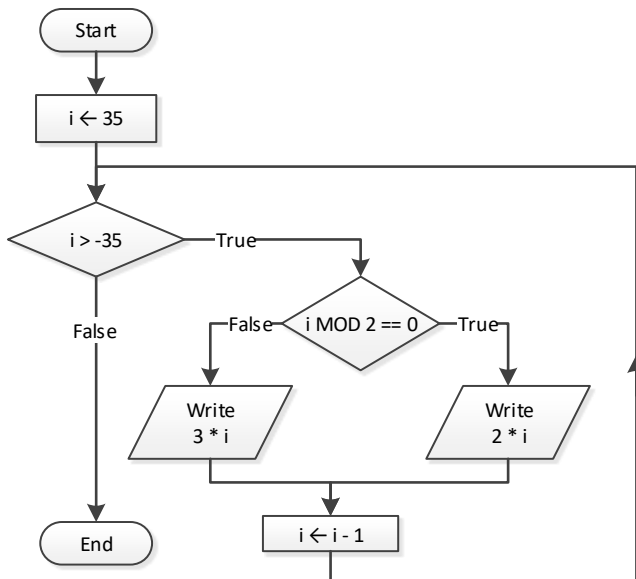 Start
i ← 35
i > -35
True
False
i MOD 2 == 0
False
True
Write
3 * i
Write
2 * i
i ← i - 1
End